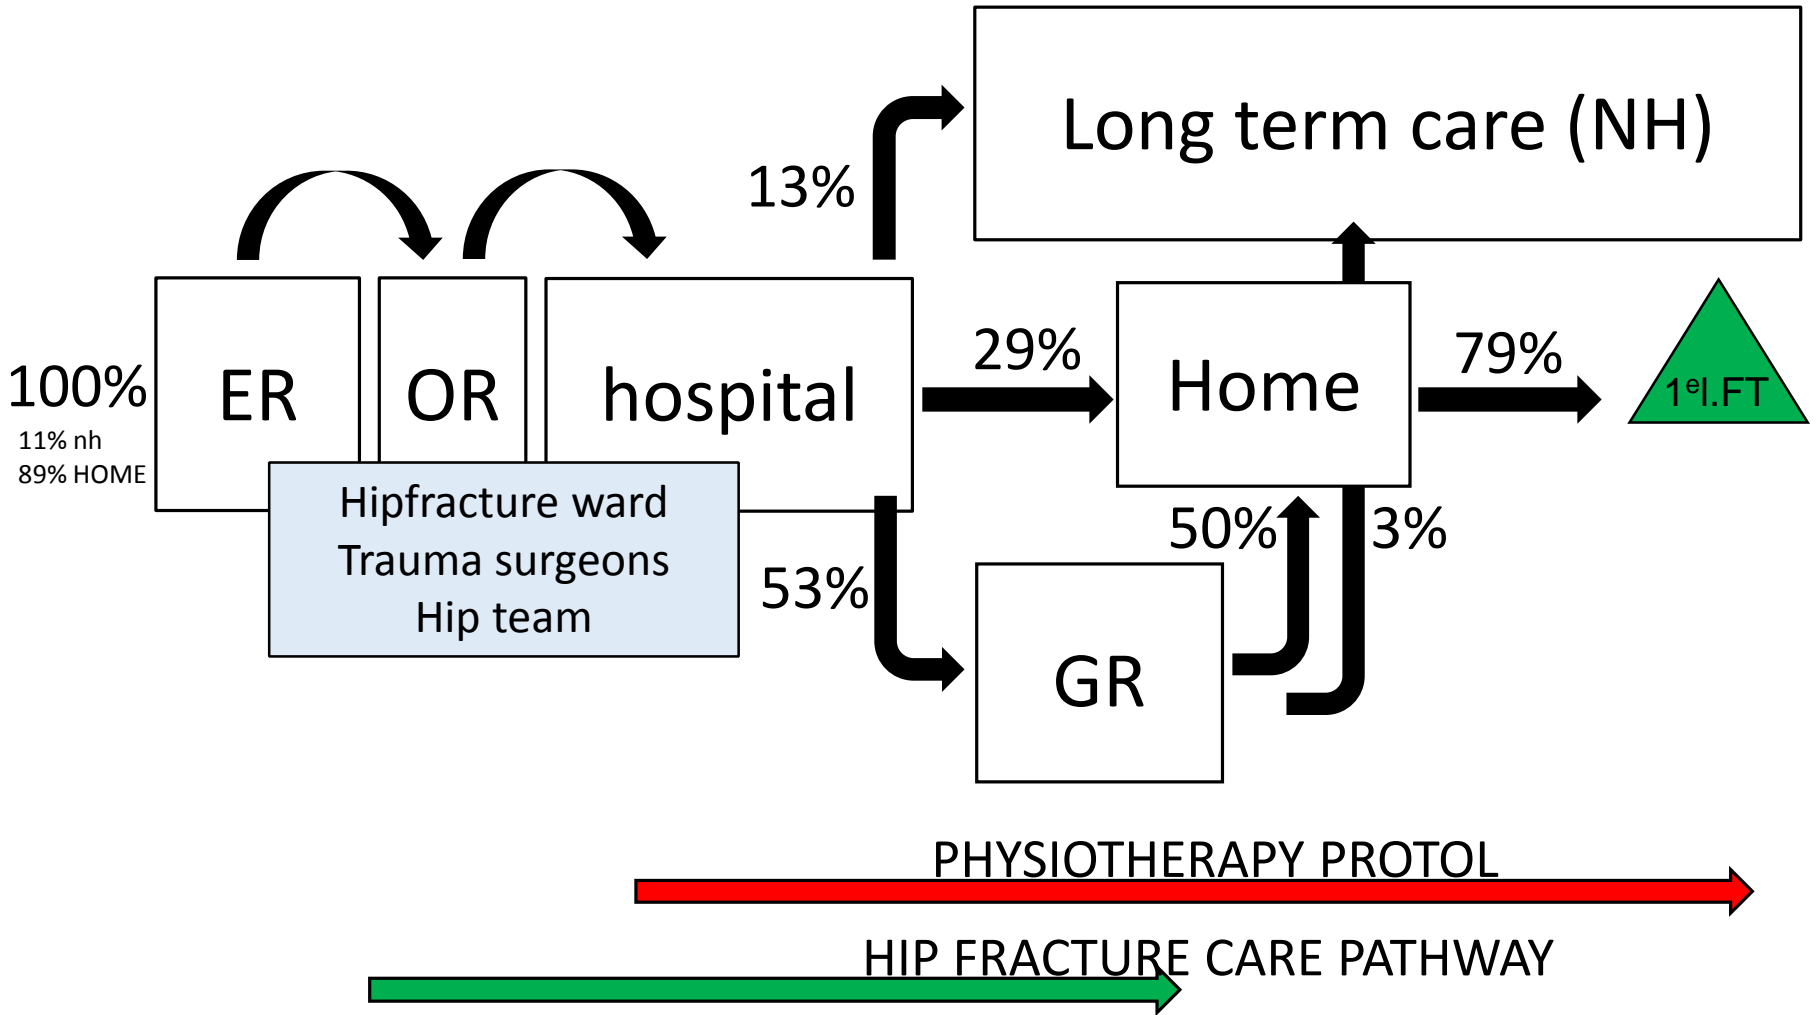 Long term care (NH)
13%
100%
11% nh
89% HOME
ER
OR
hospital
29%
Home
79%
1ᵉl.FT
Hipfracture ward
Trauma surgeons
Hip team
53%
50%
3%
GR
PHYSIOTHERAPY PROTOL
HIP FRACTURE CARE PATHWAY